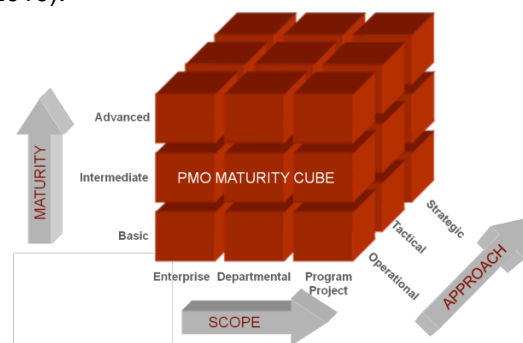 Advanced
Intermediate
Basic
MATURITY
PMO MATURITY CUBE
Enterprise Departmental Program
Project
Operational
Tactical
Strategic
SCOPE
APPROACH